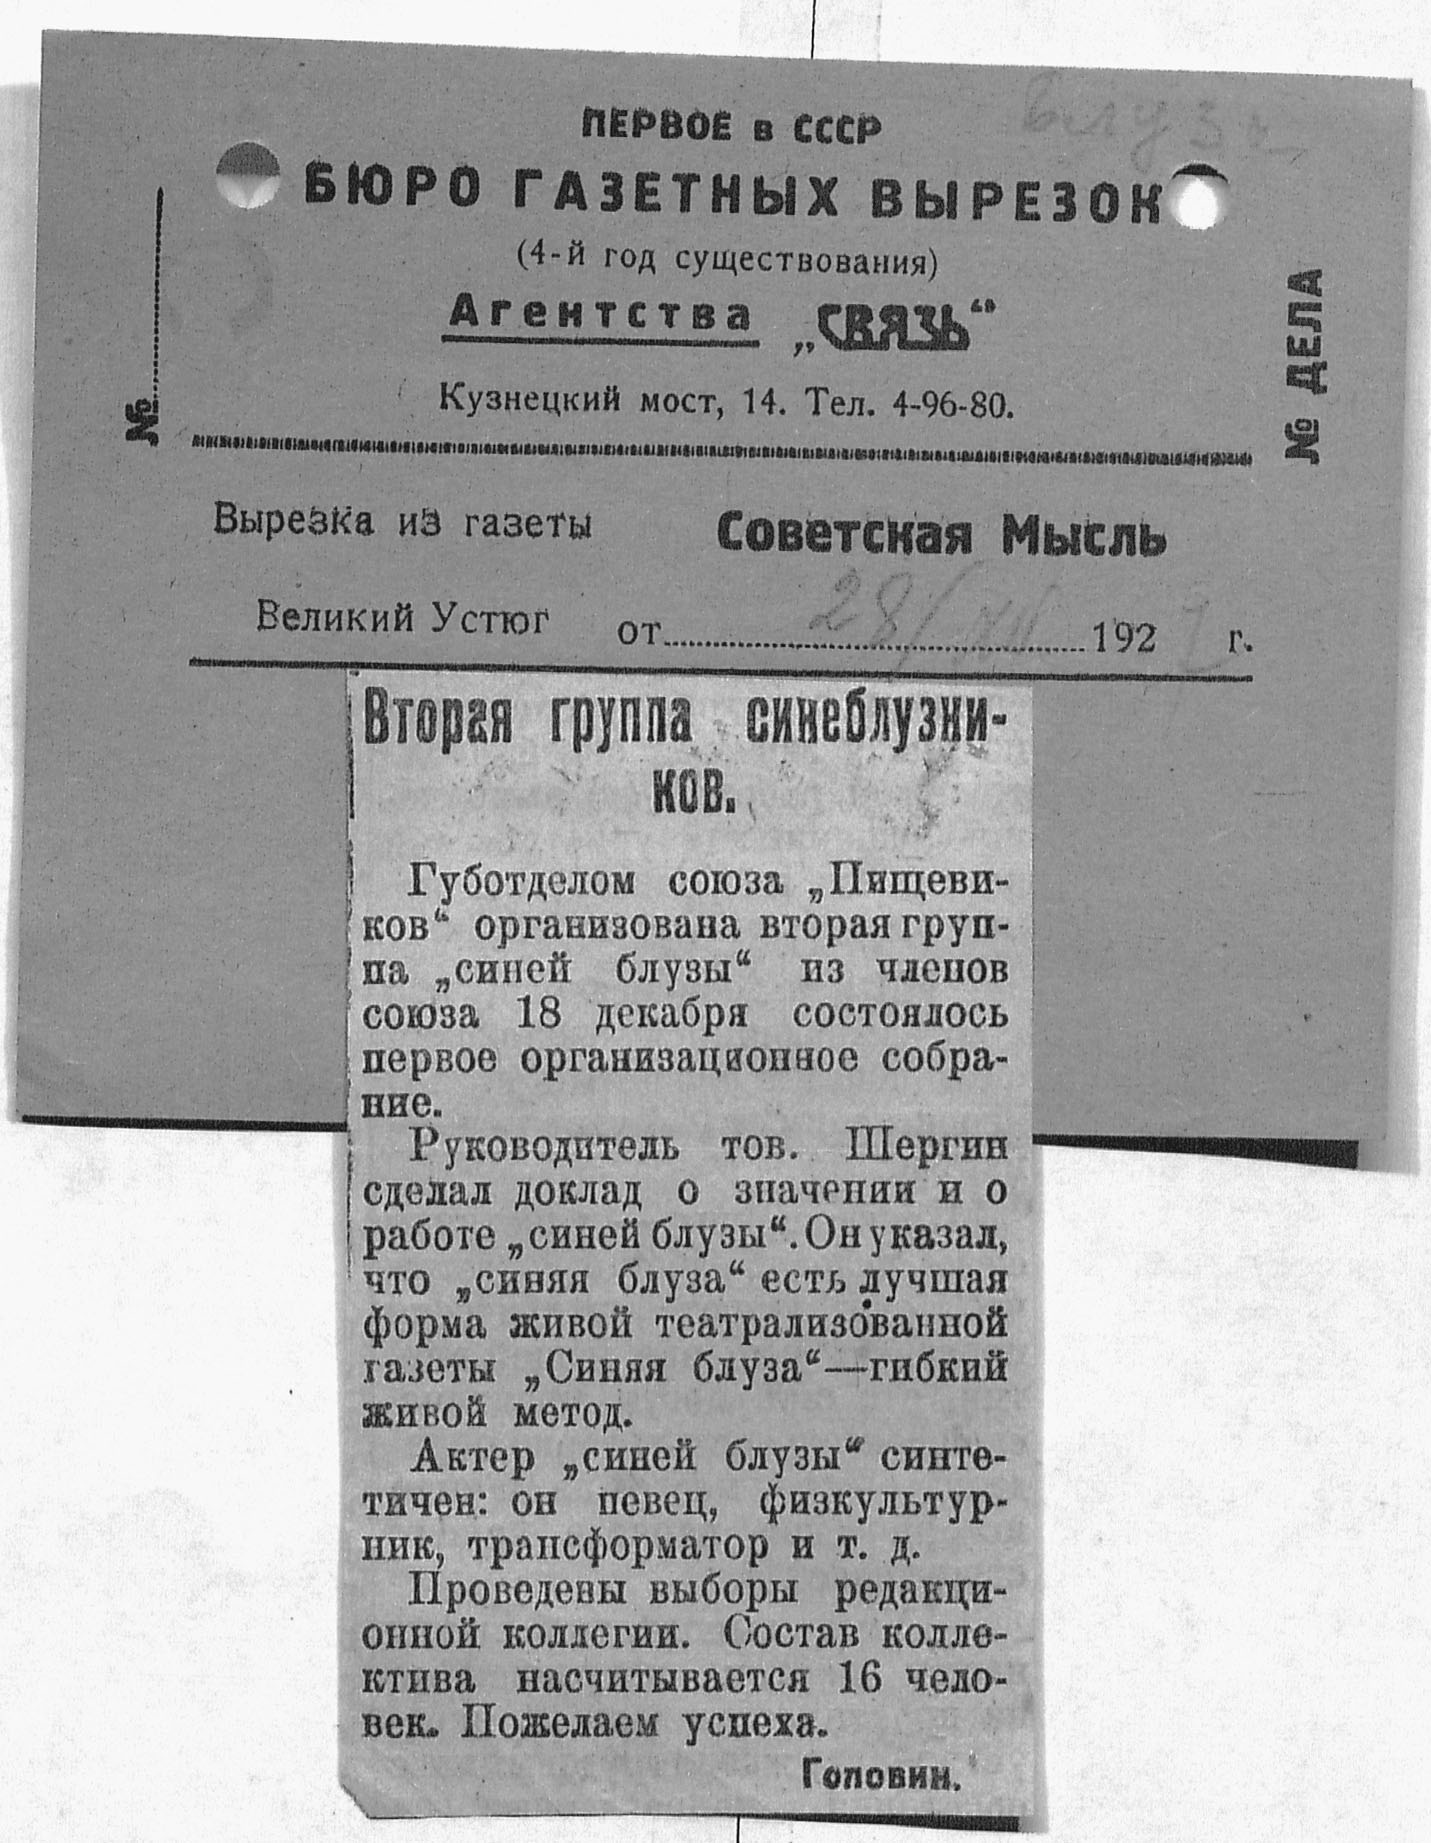 Блуза
ПЕРВОЕ в СССР
БЮРО ГАЗЕТНЫХ ВЫРЕЗОК
(4-й год существования)
Агентства „СВЯЗЬ“
Кузнецкий мост, 14. Тел. 4-96-80.
№
№ ДЕЛА
Вырезка из газеты Советская Мысль
Великий Устюг от 28/XII 192 г.
Вторая группа синеблузни-
ков.
Губотделом союза „Пищеви-
ков“ организована вторая груп-
па „синей блузы“ из членов
союза 18 декабря состоялось
первое организационное собра-
ние.
Руководитель тов. Шергин
сделал доклад о значении и о
работе „синей блузы“. Он указал,
что „синяя блуза“ есть лучшая
форма живой театрализованной
газеты „Синяя блуза“—гибкий
живой метод.
Актер „синей блузы“ синте-
тичен: он певец, физкультур-
ник, трансформатор и т. д.
Проведены выборы редакци-
онной коллегии. Состав колле-
ктива насчитывается 16 чело-
век. Пожелаем успеха.
Головин.